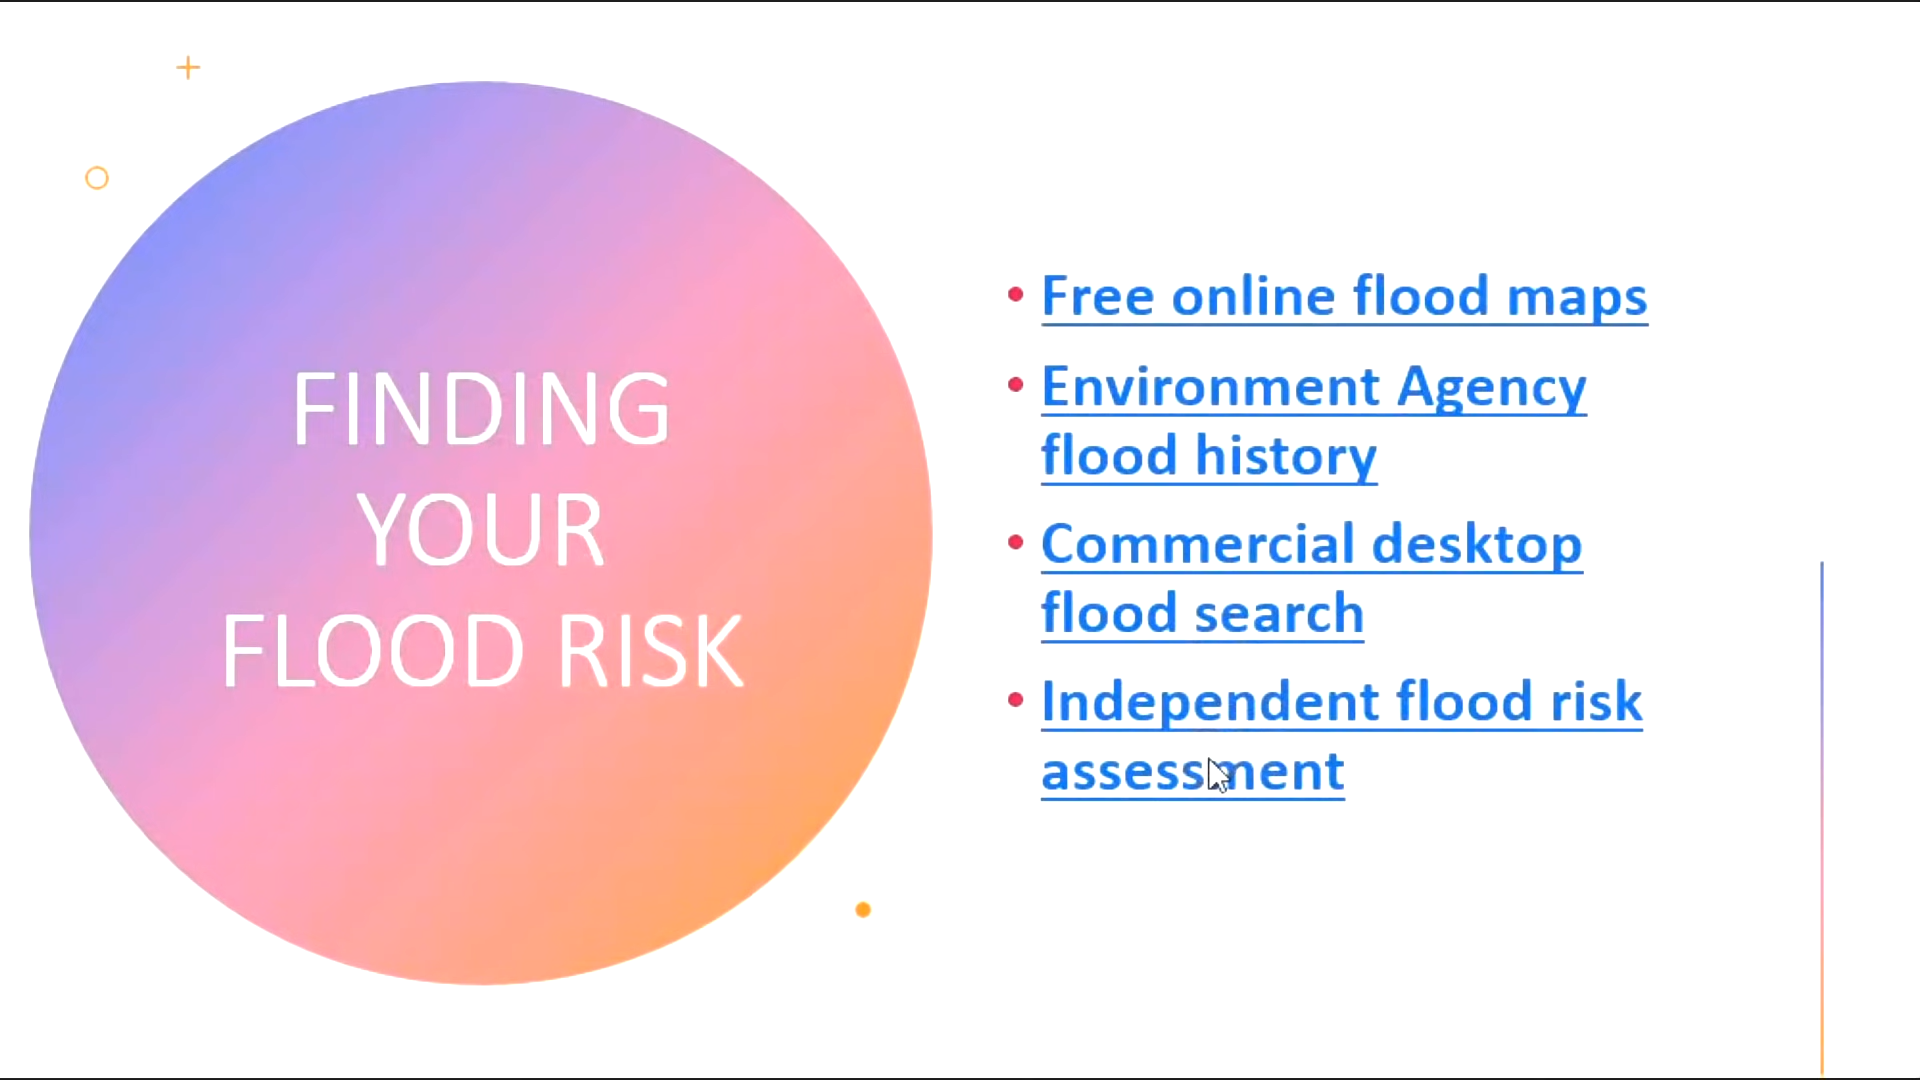 FINDING
YOUR
FLOOD RISK
• Free online flood maps
• Environment Agency
flood history
• Commercial desktop
flood search
• Independent flood risk
assessment